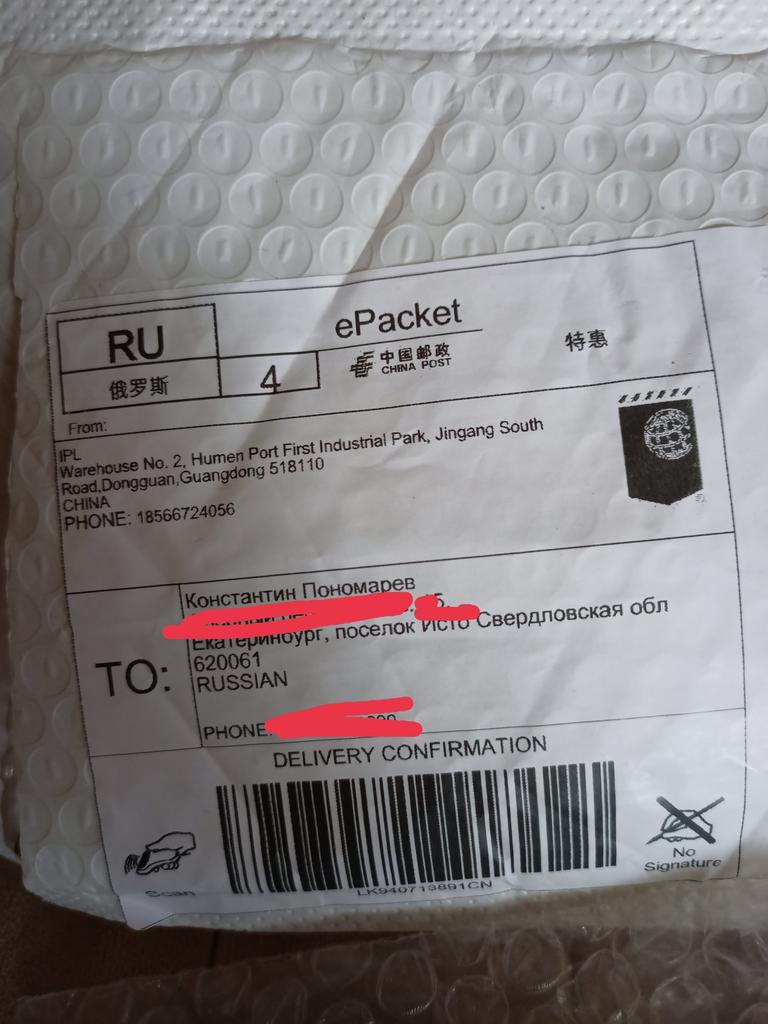 RU
ePacket
俄罗斯
4
中国邮政
CHINA POST
特惠
From:
IPL
Warehouse No. 2, Humen Port First Industrial Park, Jingang South
Road,Dongguan,Guangdong 518110
CHINA
PHONE: 18566724056
TO:
Константин Пономарев
Екатеринбург, поселок Исто Свердловская обл
620061
RUSSIAN
PHONE:
DELIVERY CONFIRMATION
Scan
LK940713891CN
No
Signature